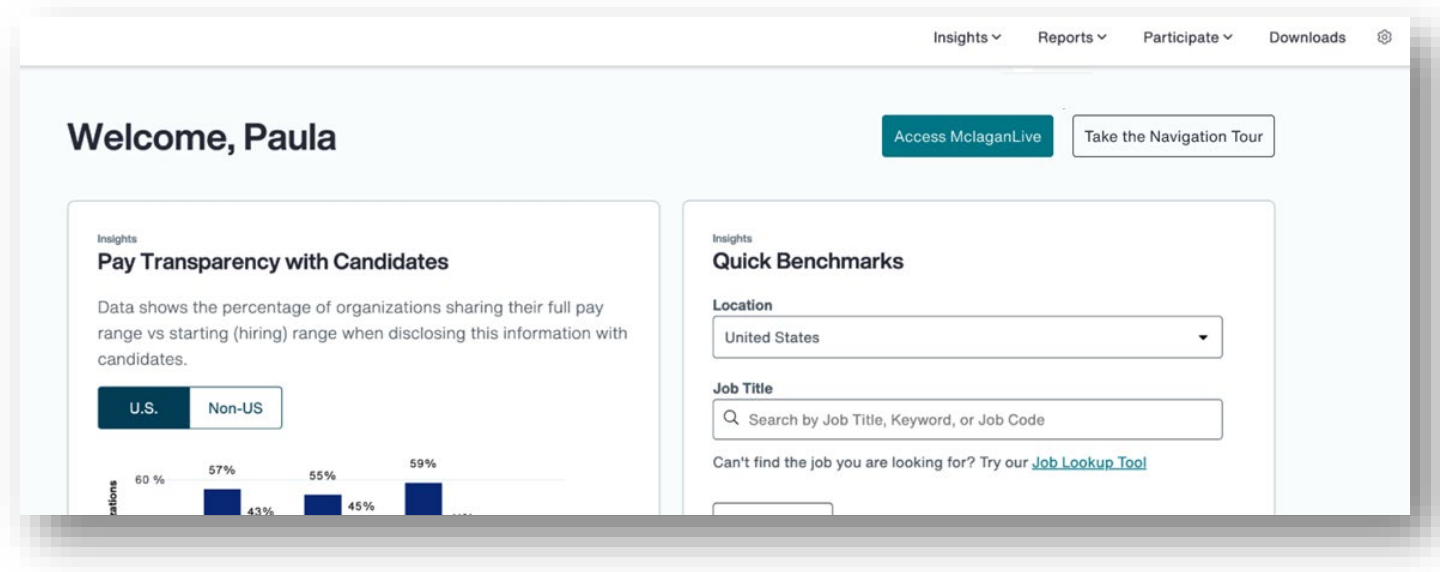 Insights Reports Participate Downloads
Welcome, Paula
Access MclaganLive
Take the Navigation Tour
Insights
Pay Transparency with Candidates
Data shows the percentage of organizations sharing their full pay
range vs starting (hiring) range when disclosing this information with
candidates.
U.S. Non-US
60 %
57%
43%
55%
45%
59%
Insights
Quick Benchmarks
Location
United States
Job Title
Search by Job Title, Keyword, or Job Code
Can't find the job you are looking for? Try our Job Lookup Tool